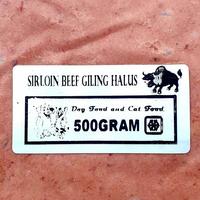 SIRLOIN BEEF GILING HALUS
Dog Food and Cat Food
500GRAM